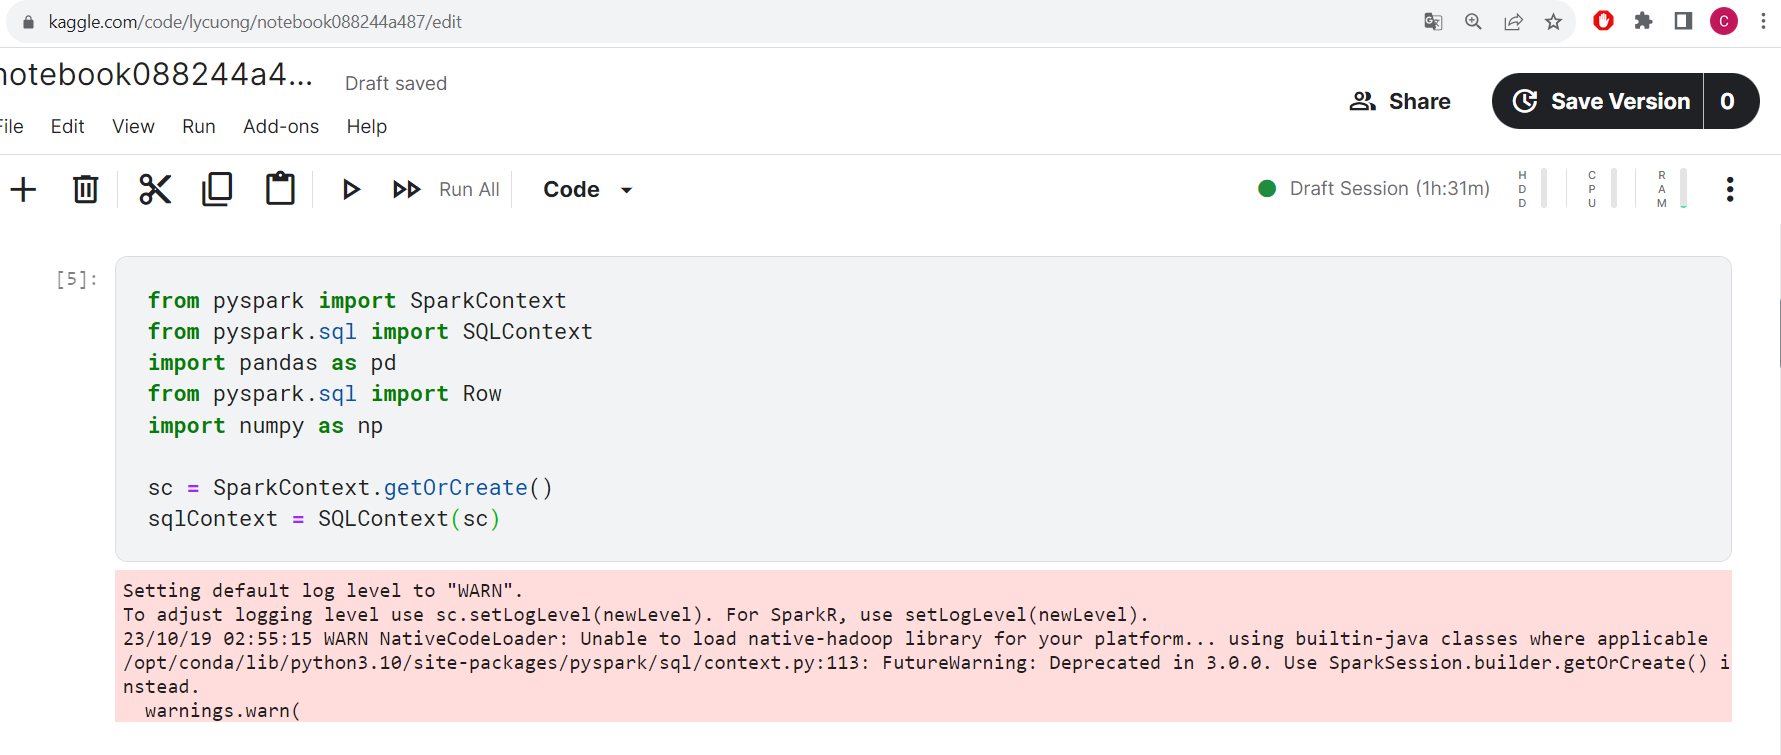 kaggle.com/code/lycuong/notebook088244a487/edit
C
notebook088244a4...
Draft saved
Share
Save Version
0
File Edit View Run Add-ons Help
Run All
Code
Draft Session (1h:31m)
HDD
CPU
RAM
[5]:
from pyspark import SparkContext
from pyspark.sql import SQLContext
import pandas as pd
from pyspark.sql import Row
import numpy as np
sc = SparkContext.getOrCreate()
sqlContext = SQLContext(sc)
Setting default log level to "WARN".
To adjust logging level use sc.setLogLevel(newLevel). For SparkR, use setLogLevel(newLevel).
23/10/19 02:55:15 WARN NativeCodeLoader: Unable to load native-hadoop library for your platform... using builtin-java classes where applicable
/opt/conda/lib/python3.10/site-packages/pyspark/sql/context.py:113: FutureWarning: Deprecated in 3.0.0. Use SparkSession.builder.getOrCreate() i
nstead.
warnings.warn(